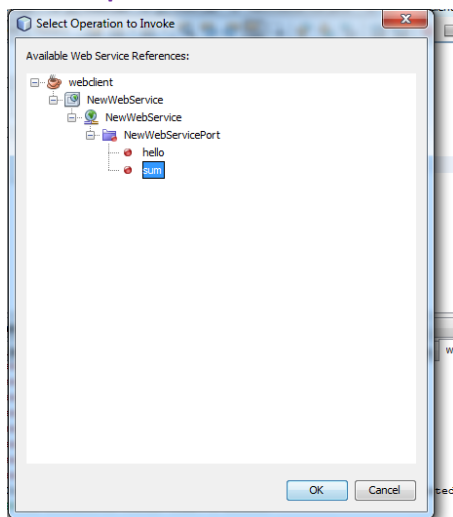 Select Operation to Invoke
Available Web Service References:
webclient
NewWebService
NewWebService
NewWebServicePort
hello
sum
OK
Cancel